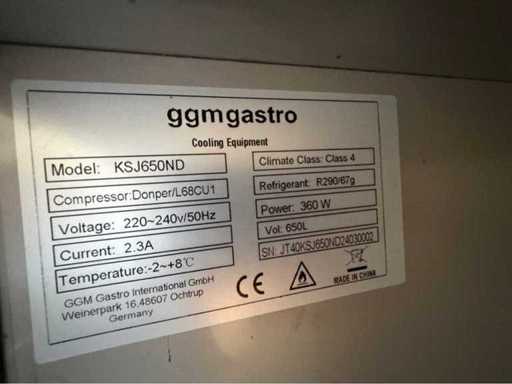 ggmgastro
Cooling Equipment
Model: KSJ650ND
Compressor:Donper/L68CU1
Voltage: 220~240v/50Hz
Current: 2.3A
Temperature:-2~+8℃
GGM Gastro International GmbH
Weinerpark 16,48607 Ochtrup
Germany
Climate Class: Class 4
Refrigerant: R290/67g
Power: 360 W
Vol: 650L
SN: JT40KSJ650ND24030002
CE
MADE IN CHINA